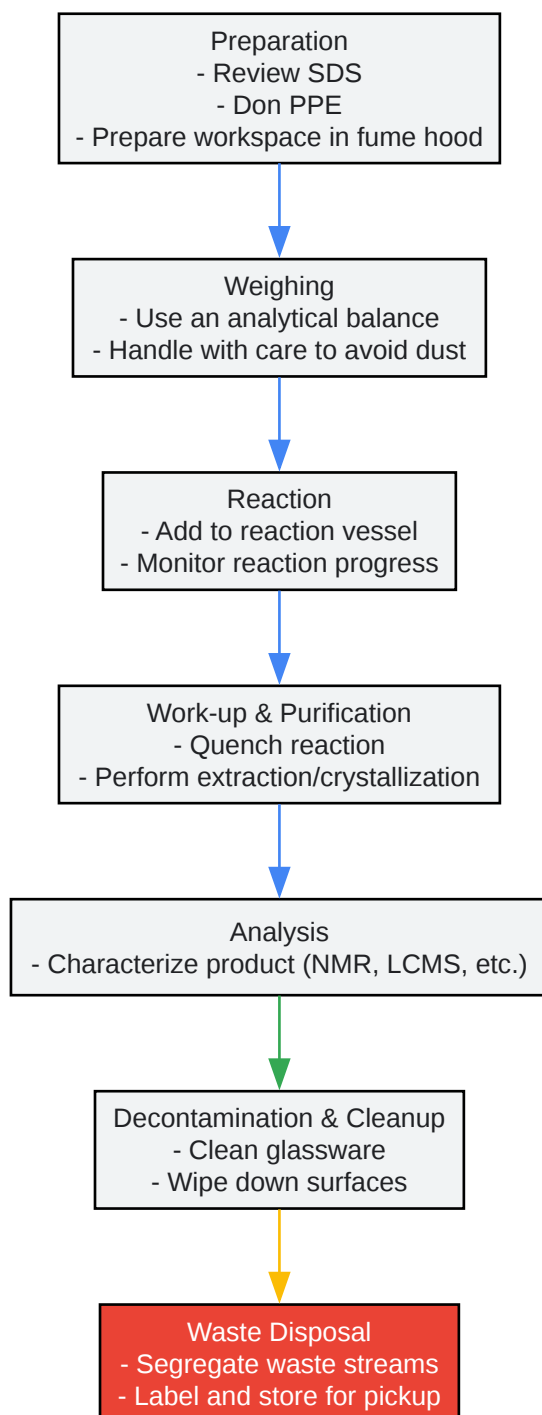 Preparation
- Review SDS
- Don PPE
- Prepare workspace in fume hood
Weighing
- Use an analytical balance
- Handle with care to avoid dust
Reaction
- Add to reaction vessel
- Monitor reaction progress
Work-up & Purification
- Quench reaction
- Perform extraction/crystallization
Analysis
- Characterize product (NMR, LCMS, etc.)
Decontamination & Cleanup
- Clean glassware
- Wipe down surfaces
Waste Disposal
- Segregate waste streams
- Label and store for pickup